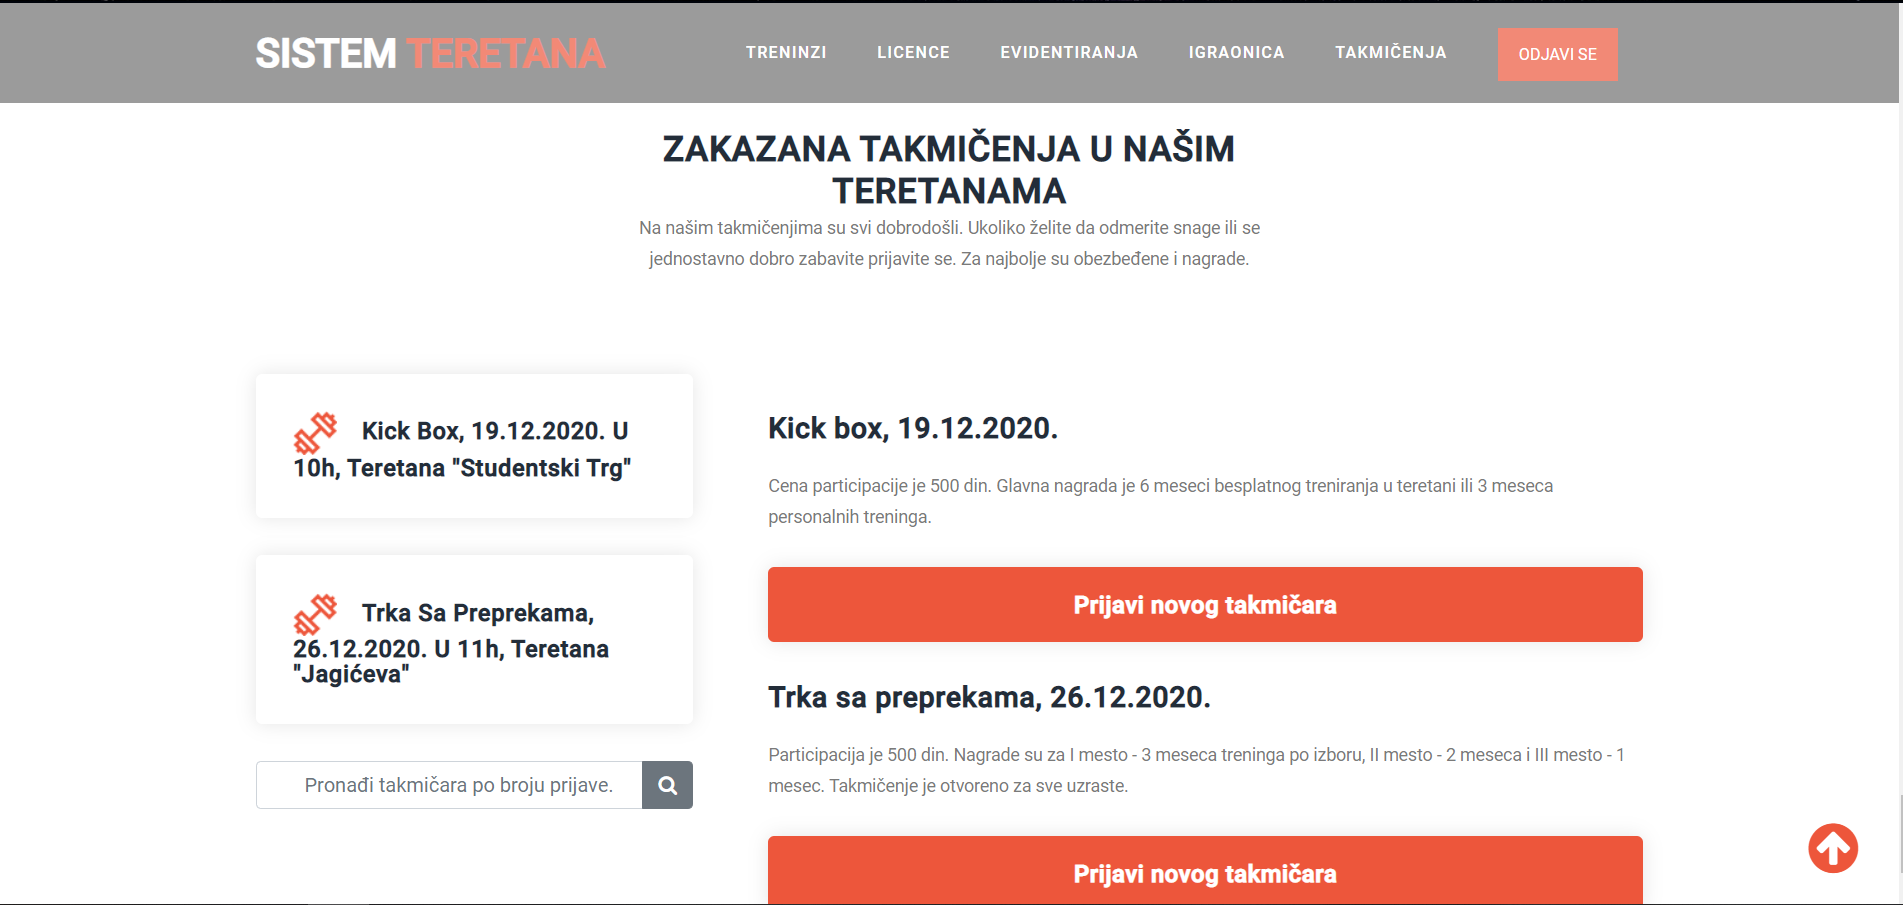 SISTEM TERETANA
TRENINZI
LICENCE
EVIDENTIRANJA
IGRAONICA
TAKMIČENJA
ODJAVI SE
ZAKAZANA TAKMIČENJA U NAŠIM
TERETANAMA
Na našim takmičenjima su svi dobrodošli. Ukoliko želite da odmerite snage ili se
jednostavno dobro zabavite prijavite se. Za najbolje su obezbeđene i nagrade.
Kick Box, 19.12.2020. U
10h, Teretana "Studentski Trg"
Trka Sa Preprekama,
26.12.2020. U 11h, Teretana
"Jagićeva"
Pronađi takmičara po broju prijave.
Kick box, 19.12.2020.
Cena participacije je 500 din. Glavna nagrada je 6 meseci besplatnog treniranja u teretani ili 3 meseca
personalnih treninga.
Prijavi novog takmičara
Trka sa preprekama, 26.12.2020.
Participacija je 500 din. Nagrade su za I mesto - 3 meseca treninga po izboru, II mesto - 2 meseca i III mesto - 1
mesec. Takmičenje je otvoreno za sve uzraste.
Prijavi novog takmičara